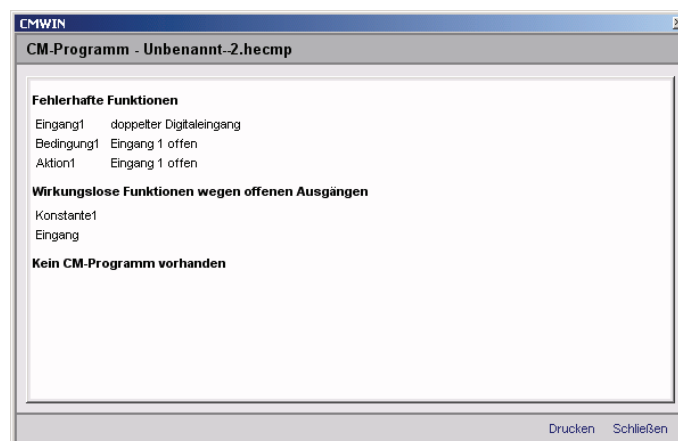 CMWIN
CM-Programm - Unbenannt--2.hecmp
Fehlerhafte Funktionen
Eingang1 doppelter Digitaleingang
Bedingung1 Eingang 1 offen
Aktion1 Eingang 1 offen
Wirkungslose Funktionen wegen offenen Ausgängen
Konstante1
Eingang
Kein CM-Programm vorhanden
Drucken Schließen